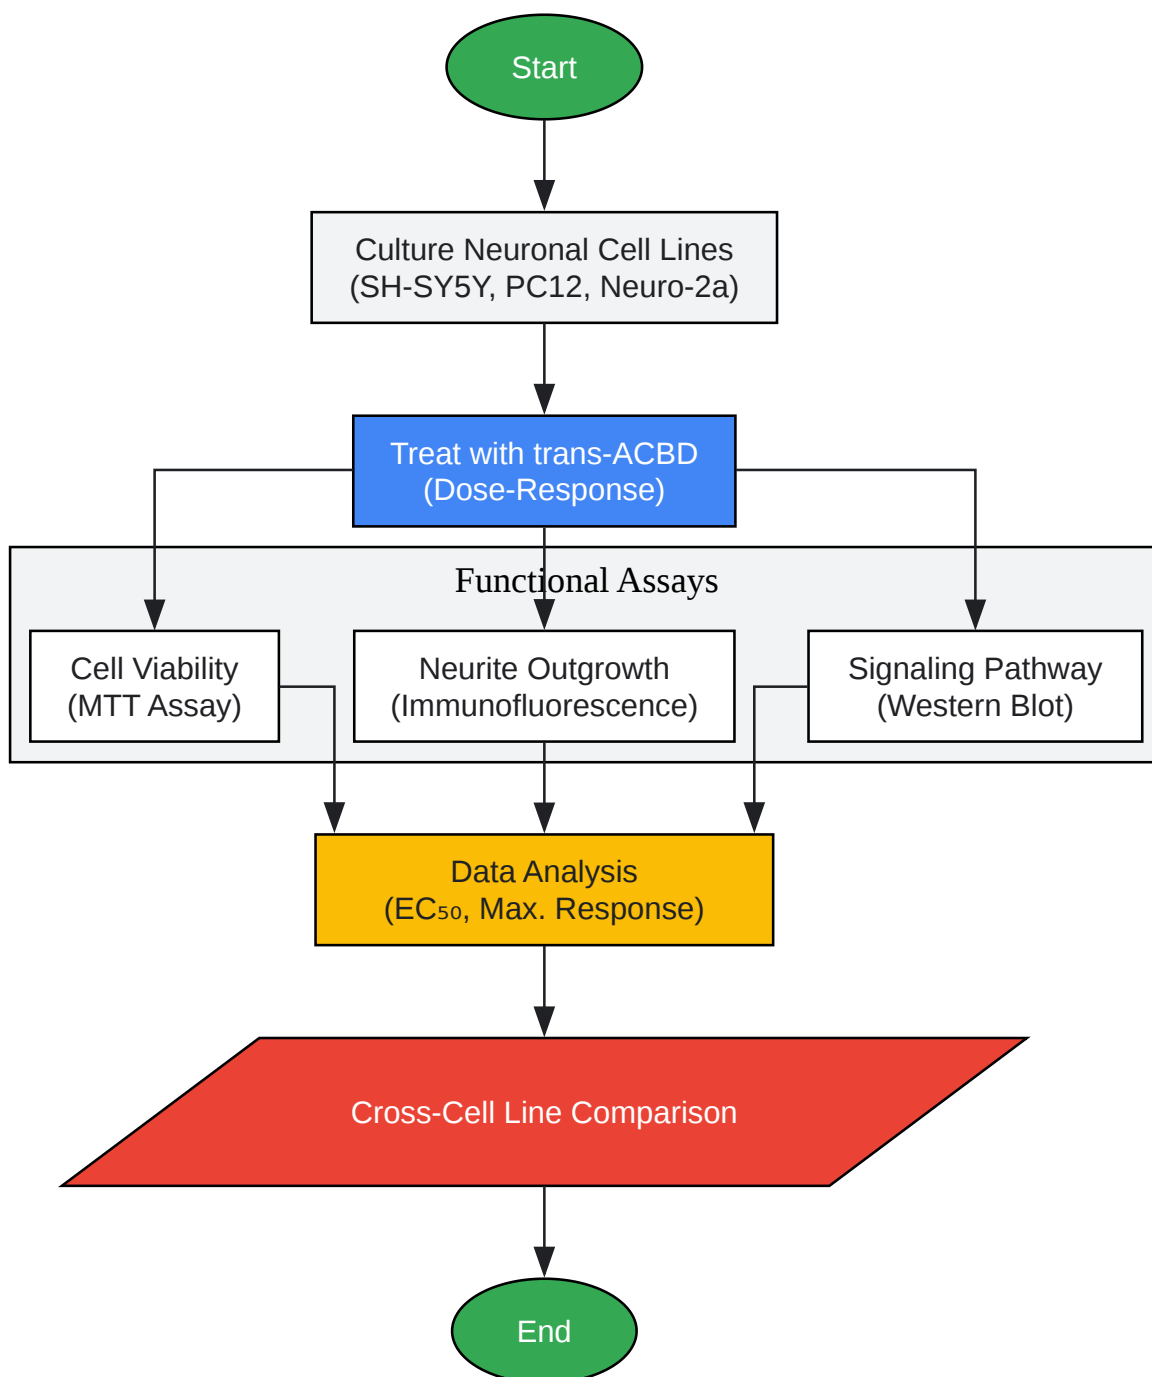 Start
Culture Neuronal Cell Lines
(SH-SY5Y, PC12, Neuro-2a)
Treat with trans-ACBD
(Dose-Response)
Functional Assays
Cell Viability
(MTT Assay)
Neurite Outgrowth
(Immunofluorescence)
Signaling Pathway
(Western Blot)
Data Analysis
(EC₅₀, Max. Response)
Cross-Cell Line Comparison
End